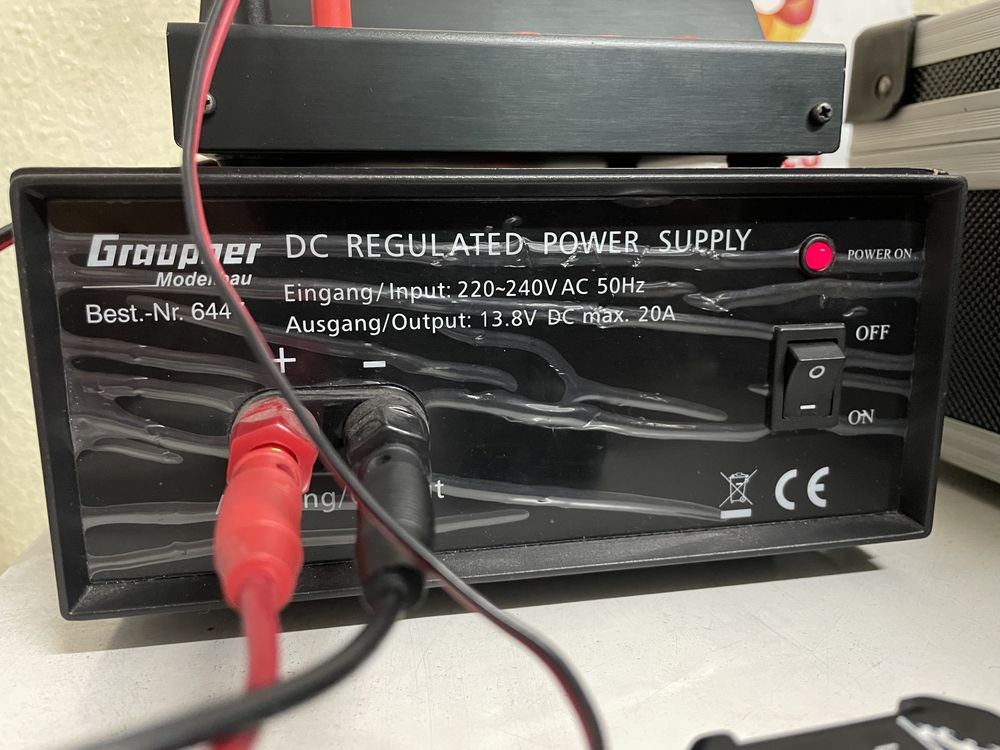 Graupner
Modellbau
DC REGULATED POWER SUPPLY
POWER ON
Best.-Nr.
Eingang/Input: 220~240V AC 50Hz
Ausgang/Output: 13.8V DC max. 20A
+ −
OFF
ON
CE